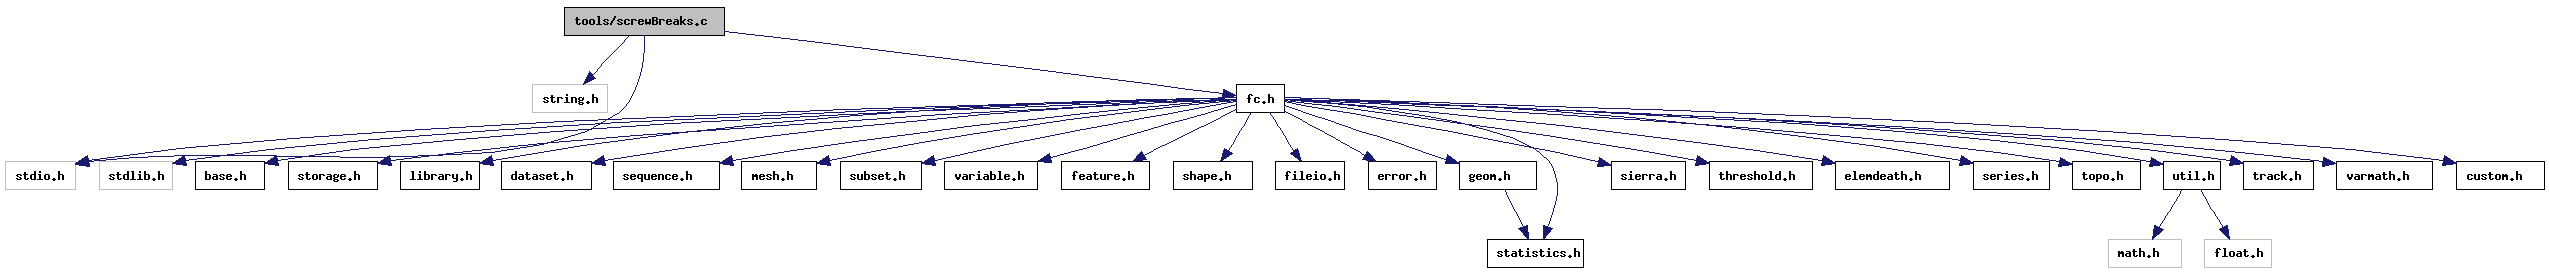 tools/screwBreaks.c
string.h
fc.h
stdio.h
stdlib.h
base.h
storage.h
library.h
dataset.h
sequence.h
mesh.h
subset.h
variable.h
feature.h
shape.h
fileio.h
error.h
geom.h
sierra.h
threshold.h
elemdeath.h
series.h
topo.h
util.h
track.h
varmath.h
custom.h
statistics.h
math.h
float.h